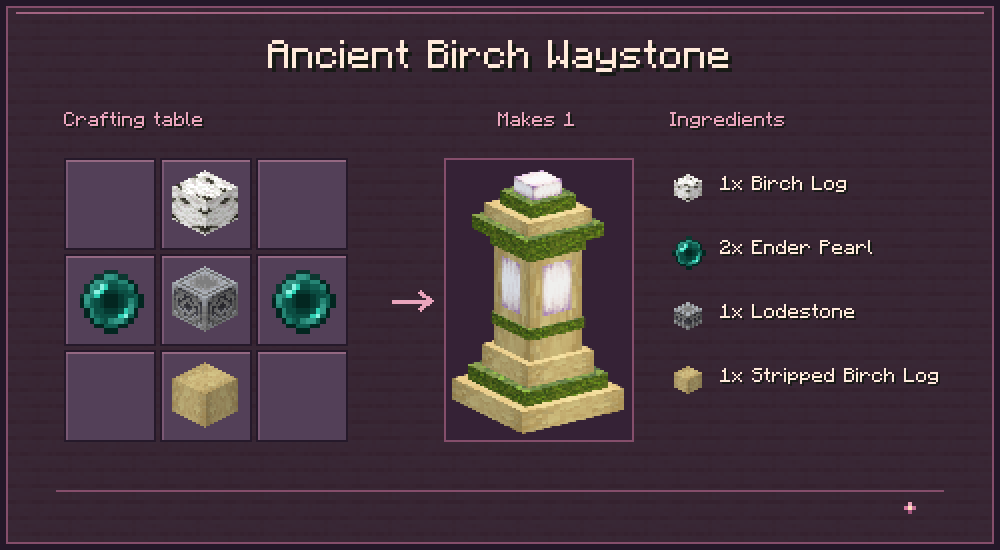 Ancient Birch Waystone
Crafting table
Makes 1
Ingredients
1x Birch Log
2x Ender Pearl
1x Lodestone
1x Stripped Birch Log